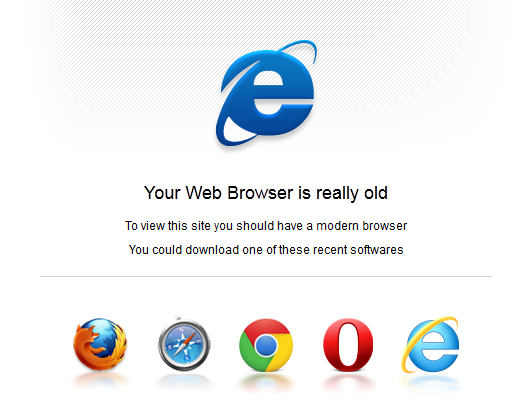 Your Web Browser is really old
To view this site you should have a modern browser
You could download one of these recent softwares